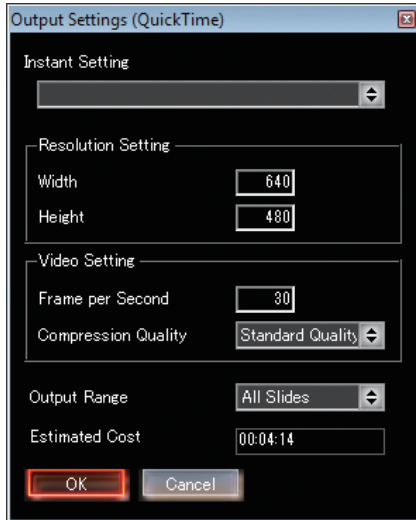 Output Settings (QuickTime)
Instant Setting
Resolution Setting
Width 640
Height 480
Video Setting
Frame per Second 30
Compression Quality Standard Quality
Output Range All Slides
Estimated Cost 00:04:14
OK Cancel